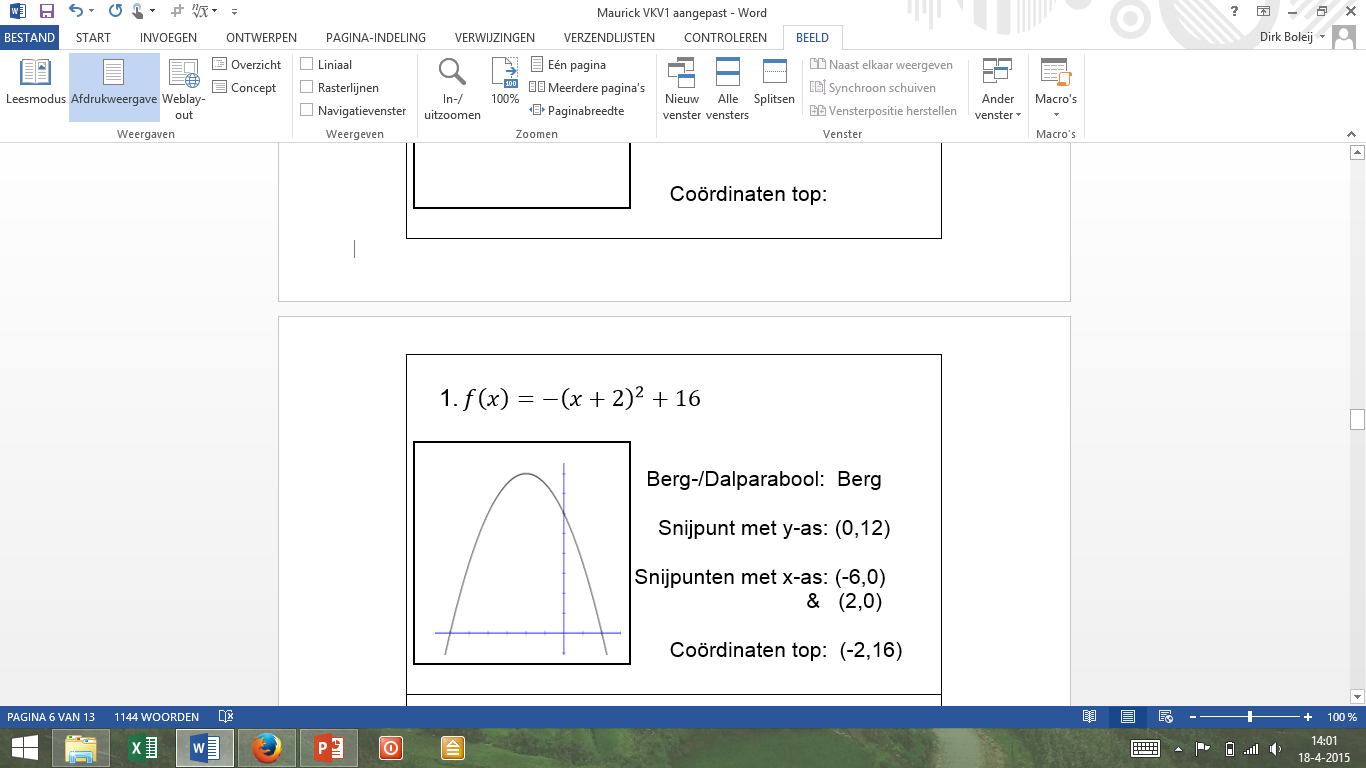 Maurick VKV1 aangepast - Word
BESTAND START INVOEGEN ONTWERPEN PAGINA-INDELING VERWIJZINGEN VERZENDLIJSTEN CONTROLEREN BEELD Dirk Boleij
Leesmodus Afdrukweergave Weblay-out
Overzicht
Concept
Weergaven
Liniaal
Rasterlijnen
Navigatievenster
Weergeven
In-/
uitzoomen
100%
Eén pagina
Meerdere pagina's
Paginabreedte
Zoomen
Nieuw
venster
Alle
vensters
Splitsen
Naast elkaar weergeven
Synchroon schuiven
Vensterpositie herstellen
Venster
Ander
venster
Macro's
Macro's
Coördinaten top:
1. f(x) = −(x + 2)² + 16
Berg-/Dalparabool: Berg
Snijpunt met y-as: (0,12)
Snijpunten met x-as: (-6,0)
& (2,0)
Coördinaten top: (-2,16)
PAGINA 6 VAN 13 1144 WOORDEN 100 %
14:01
18-4-2015